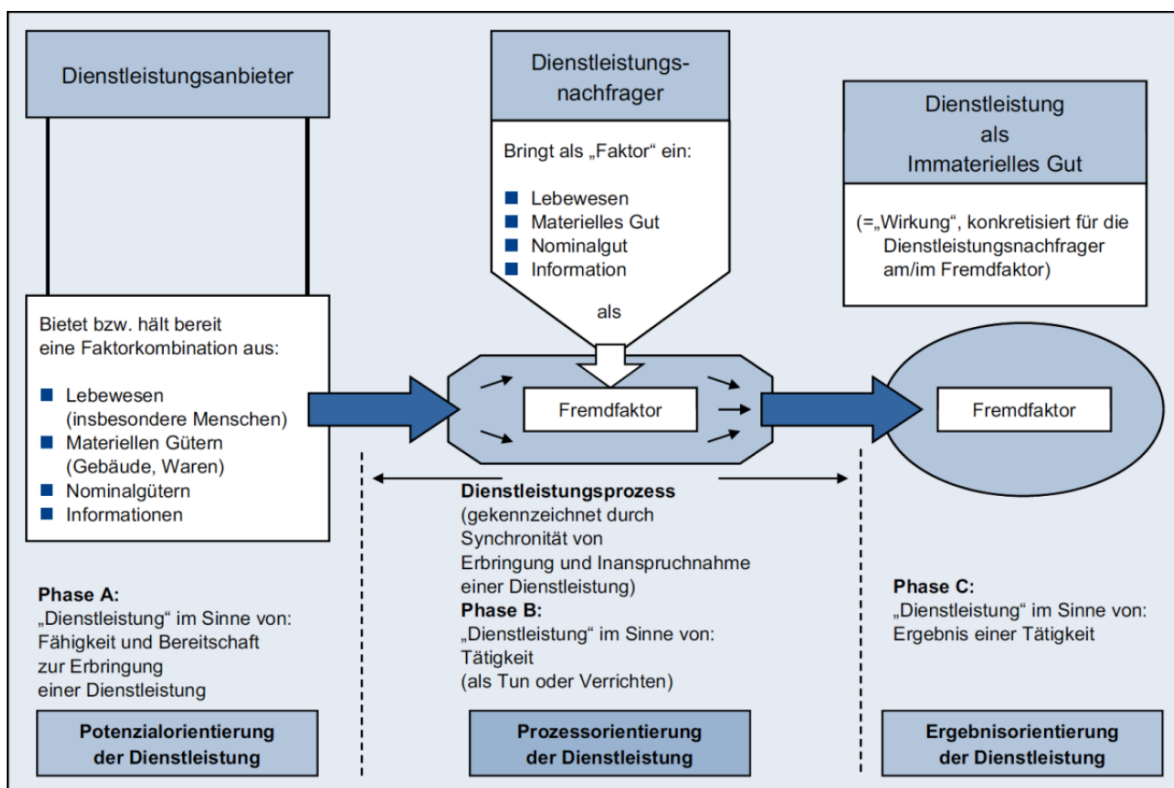 Dienstleistungsanbieter
Bietet bzw. hält bereit
eine Faktorkombination aus:
Lebewesen
(insbesondere Menschen)
Materiellen Gütern
(Gebäude, Waren)
Nominalgütern
Informationen
Phase A:
„Dienstleistung“ im Sinne von:
Fähigkeit und Bereitschaft
zur Erbringung
einer Dienstleistung
Potenzialorientierung
der Dienstleistung
Dienstleistungs-
nachfrager
Bringt als „Faktor“ ein:
Lebewesen
Materielles Gut
Nominalgut
Information
als
Fremdfaktor
Dienstleistungsprozess
(gekennzeichnet durch
Synchronität von
Erbringung und Inanspruchnahme
einer Dienstleistung)
Phase B:
„Dienstleistung“ im Sinne von:
Tätigkeit
(als Tun oder Verrichten)
Prozessorientierung
der Dienstleistung
Dienstleistung
als
Immaterielles Gut
(=„Wirkung“, konkretisiert für die
Dienstleistungsnachfrager
am/im Fremdfaktor)
Fremdfaktor
Phase C:
„Dienstleistung“ im Sinne von:
Ergebnis einer Tätigkeit
Ergebnisorientierung
der Dienstleistung